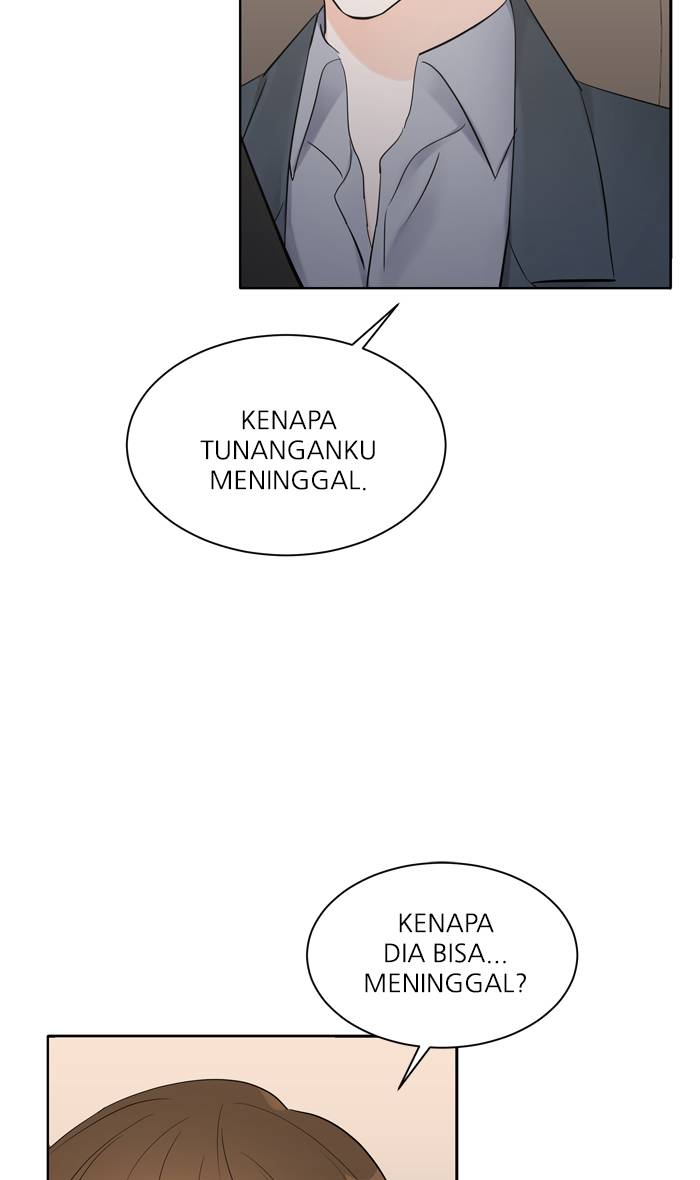 KENAPA
TUNANGANKU
MENINGGAL.
KENAPA
DIA BISA...
MENINGGAL?